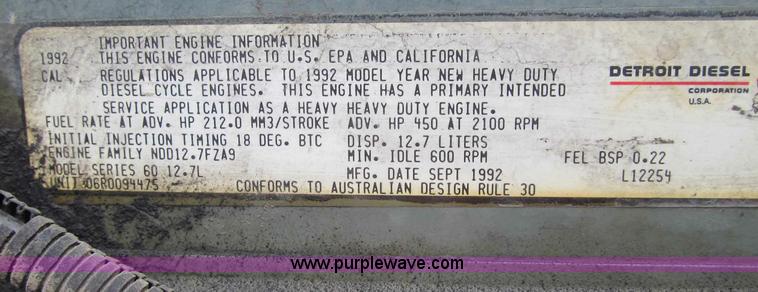 IMPORTANT ENGINE INFORMATION
1992 THIS ENGINE CONFORMS TO U.S. EPA AND CALIFORNIA
CAL REGULATIONS APPLICABLE TO 1992 MODEL YEAR NEW HEAVY DUTY
DIESEL CYCLE ENGINES. THIS ENGINE HAS A PRIMARY INTENDED
SERVICE APPLICATION AS A HEAVY HEAVY DUTY ENGINE.
FUEL RATE AT ADV. HP 212.0 MM3/STROKE ADV. HP 450 AT 2100 RPM
INITIAL INJECTION TIMING 18 DEG. BTC DISP. 12.7 LITERS
ENGINE FAMILY NDD12.7FZA9 MIN. IDLE 600 RPM FEL BSP 0.22
MODEL SERIES 60 12.7L MFG. DATE SEPT 1992 L12254
UNIT 06R0094475 CONFORMS TO AUSTRALIAN DESIGN RULE 30
DETROIT DIESEL
CORPORATION
U.S.A.
www.purplewave.com